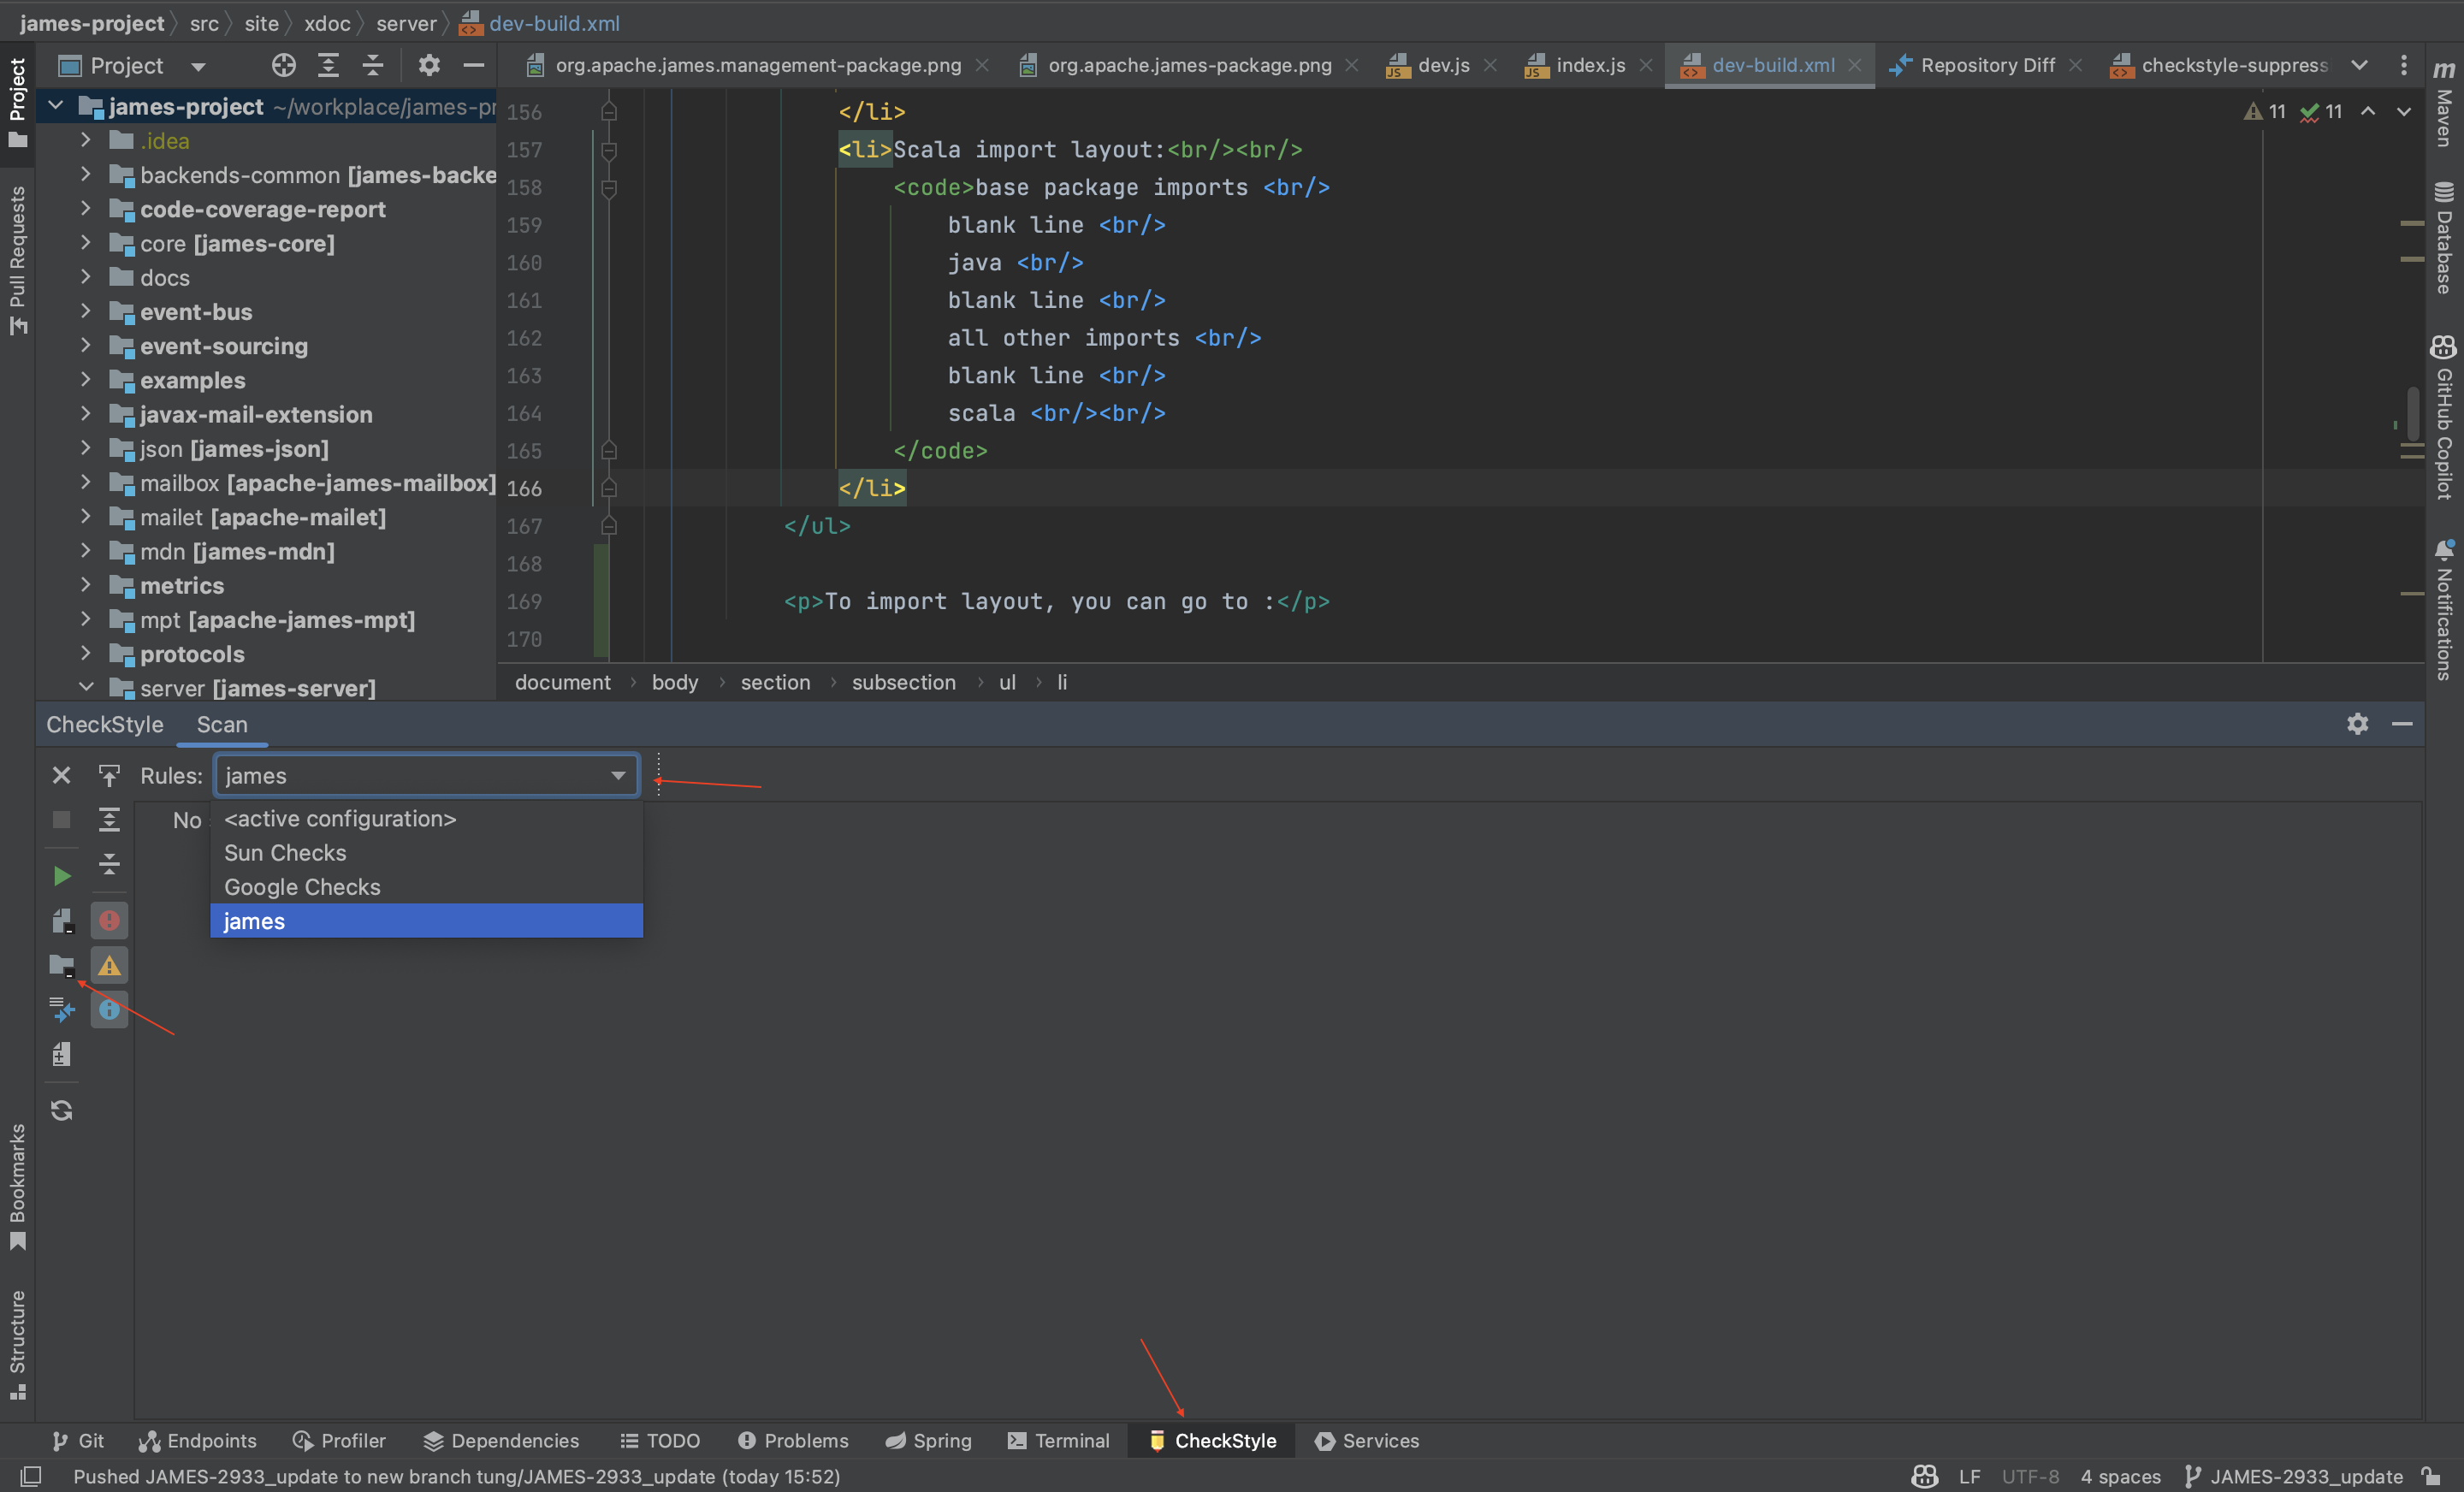 james-project src site xdoc server dev-build.xml
Project
org.apache.james.management-package.png org.apache.james-package.png dev.js index.js dev-build.xml Repository Diff checkstyle-suppress
Project
Pull Requests
Bookmarks
Structure
james-project ~/workplace/james-pr
.idea
backends-common [james-backe
code-coverage-report
core [james-core]
docs
event-bus
event-sourcing
examples
javax-mail-extension
json [james-json]
mailbox [apache-james-mailbox]
mailet [apache-mailet]
mdn [james-mdn]
metrics
mpt [apache-james-mpt]
protocols
server [james-server]
11 11
156 </li>
157 <li>Scala import layout:<br/><br/>
158 <code>base package imports <br/>
159 blank line <br/>
160 java <br/>
161 blank line <br/>
162 all other imports <br/>
163 blank line <br/>
164 scala <br/><br/>
165 </code>
166 </li>
167 </ul>
168
169 <p>To import layout, you can go to :</p>
170
document body section subsection ul li
m Maven
Database
GitHub Copilot
Notifications
CheckStyle Scan
Rules: james
No
<active configuration>
Sun Checks
Google Checks
james
Git Endpoints Profiler Dependencies TODO Problems Spring Terminal CheckStyle Services
Pushed JAMES-2933_update to new branch tung/JAMES-2933_update (today 15:52)
LF UTF-8 4 spaces JAMES-2933_update